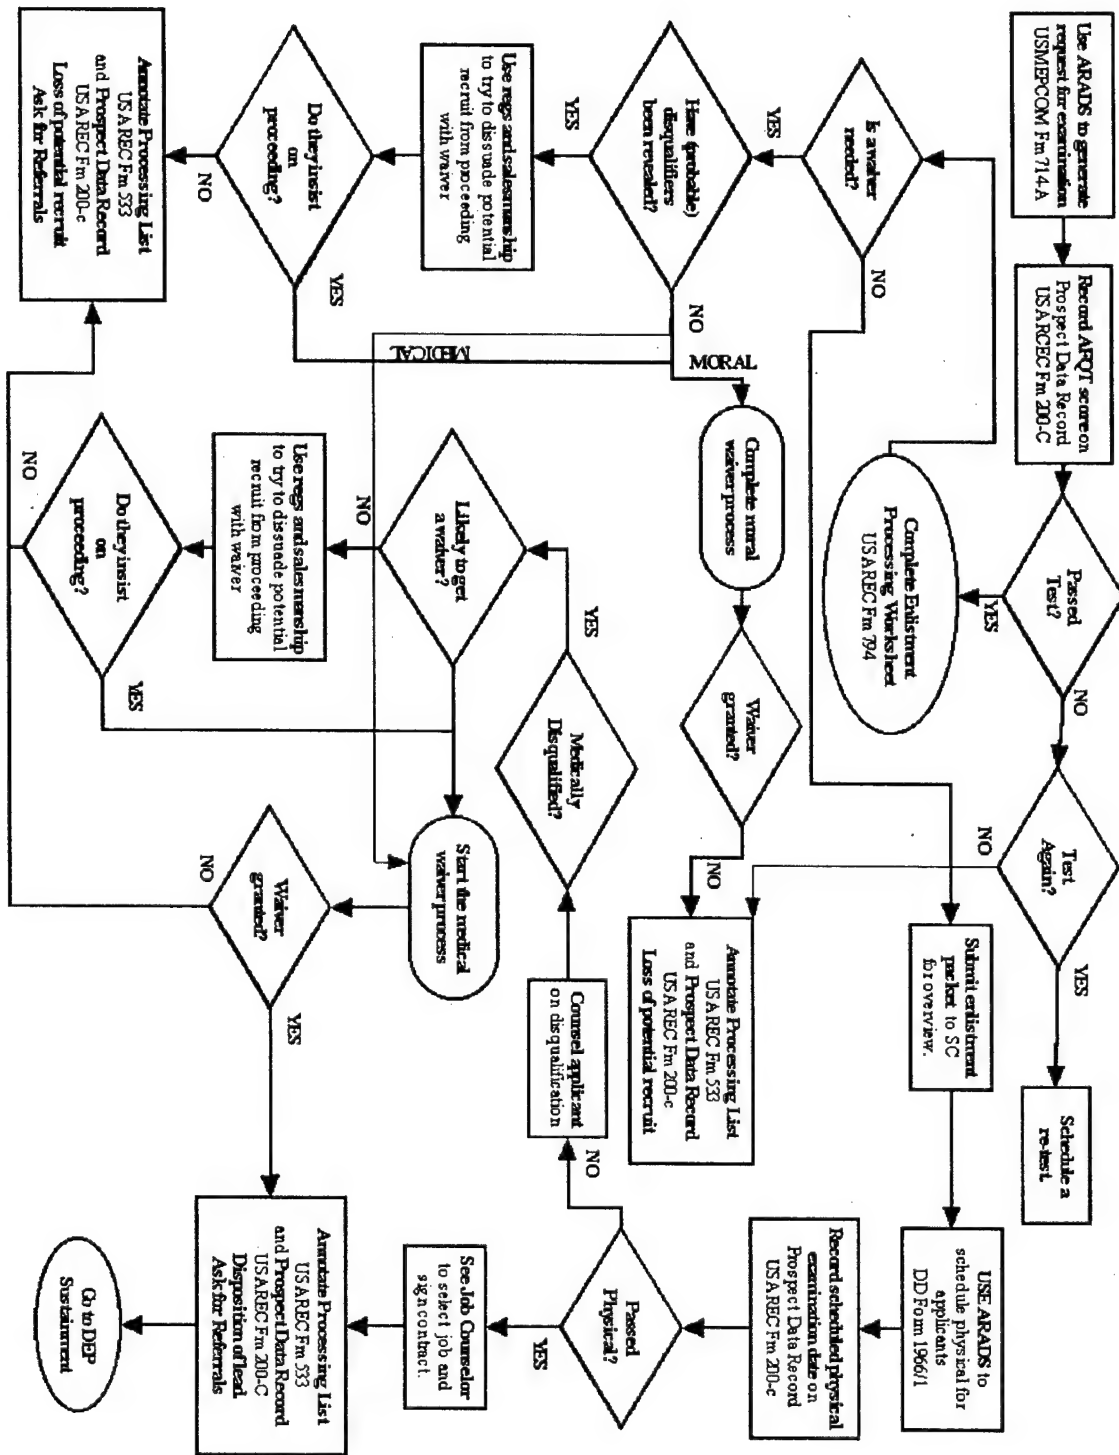 Use ARADS to generate
request for examination
USMEPCOM Fm 714-A
Record AFQT score on
Prospect Data Record
USARCEC Fm 200-C
Passed
Test?
NO
YES
Test
Again?
NO
YES
Schedule a
re-test.
Complete Enlistment
Processing Worksheet
USAREC Fm 794
Is a waiver
needed?
NO
YES
Submit enlistment
packet to SC
for overview.
USE ARADS to
schedule physical for
applicants
DD Form 1966/1
Have (probable)
disqualifiers
been revealed?
NO
YES
MORAL
MEDICAL
Complete moral
waiver process
Waiver
granted?
NO
Annotate Processing List
USAREC Fm 533
and Prospect Data Record
USAREC Fm 200-c
Loss of potential recruit
Record scheduled physical
examination date on
Prospect Data Record
USAREC Fm 200-c
Use regs and salesmanship
to try to dissuade potential
recruit from proceeding
with waiver
Medically
Disqualified?
YES
Counsel applicant
on disqualification
NO
Passed
Physical?
YES
Do they insist
on
proceeding?
YES
NO
Likely to get
a waiver?
NO
Start the medical
waiver process
See Job Counselor
to select job and
sign contract.
Use regs and salesmanship
to try to dissuade potential
recruit from proceeding
with waiver
Waiver
granted?
NO
YES
Annotate Processing List
USAREC Fm 533
and Prospect Data Record
USAREC Fm 200-C
Disposition of lead.
Ask for Referrals
Annotate Processing List
USAREC Fm 533
and Prospect Data Record
USAREC Fm 200-c
Loss of potential recruit
Ask for Referrals
Do they insist
on
proceeding?
NO
YES
Go to DEP
Sustainment